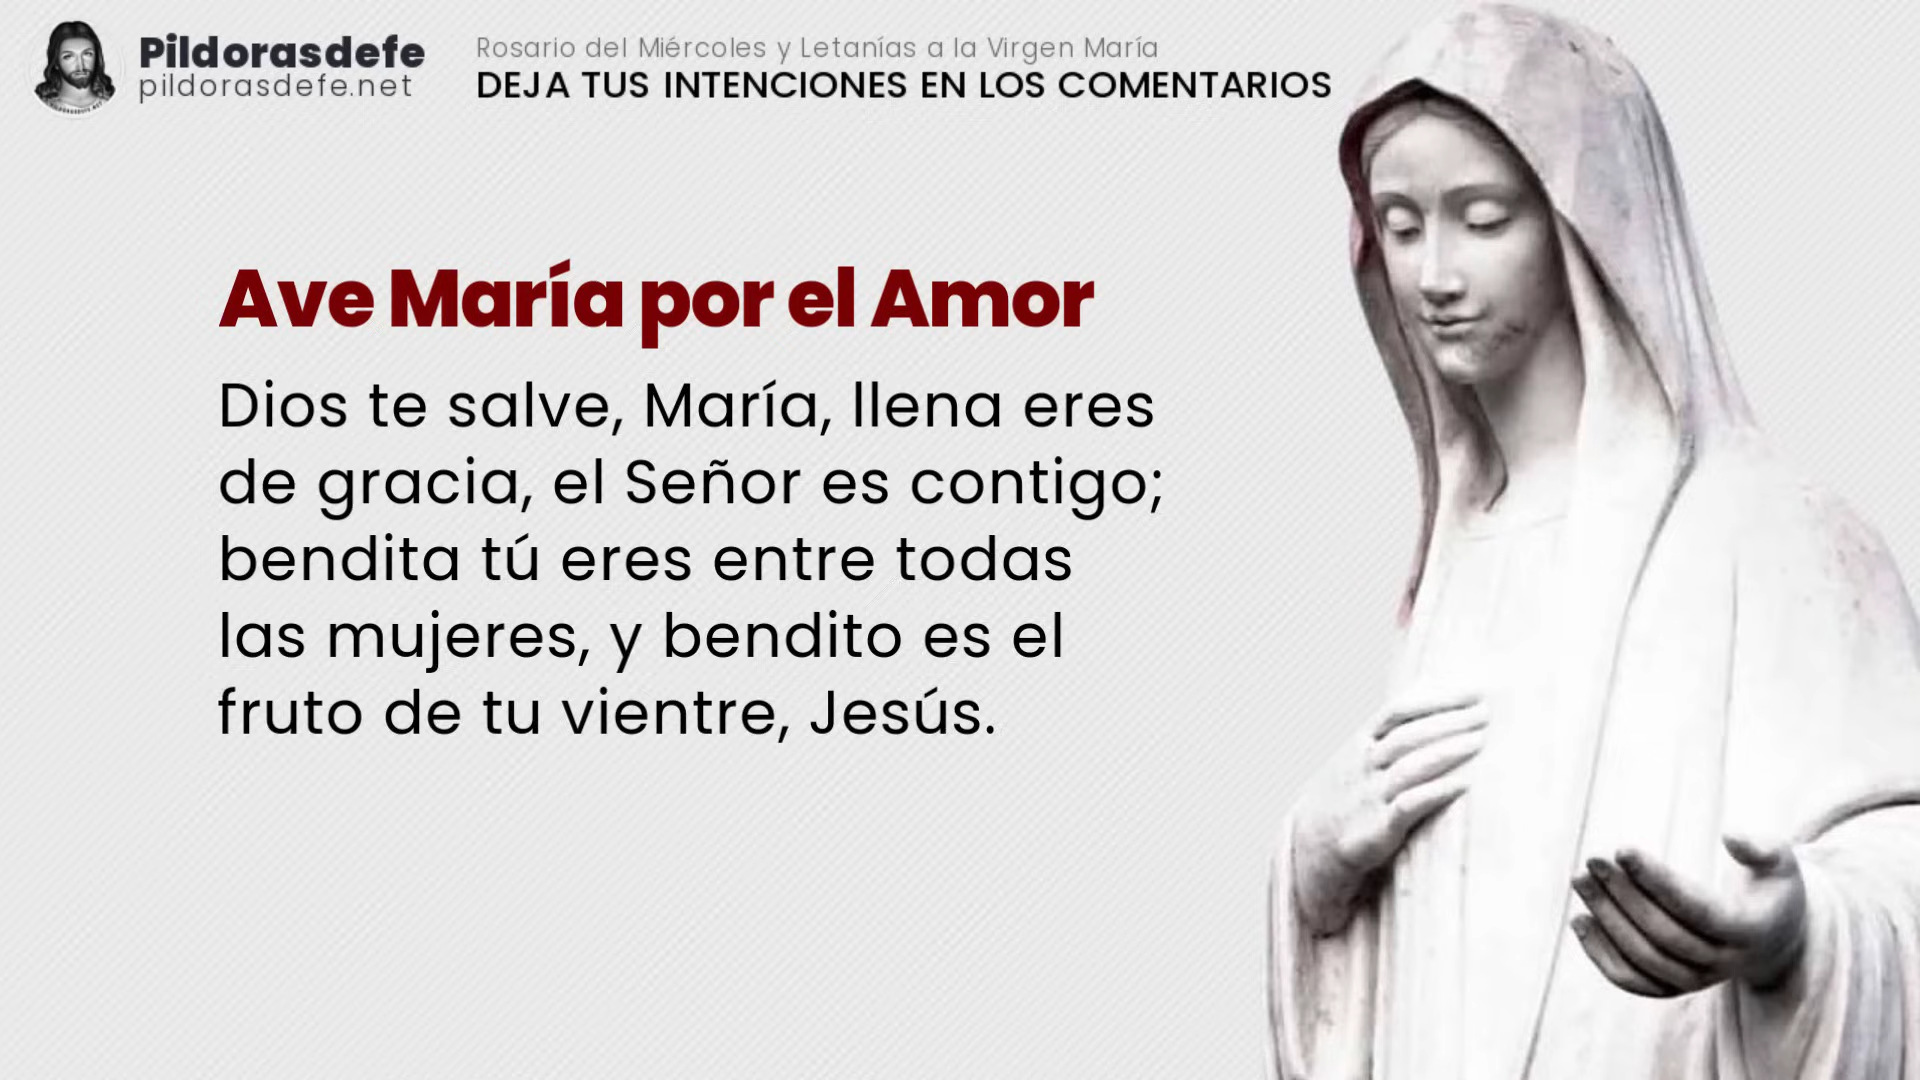 Pildorasdefe
pildorasdefe.net
Rosario del Miércoles y Letanías a la Virgen María
DEJA TUS INTENCIONES EN LOS COMENTARIOS
Ave María por el Amor
Dios te salve, María, llena eres
de gracia, el Señor es contigo;
bendita tú eres entre todas
las mujeres, y bendito es el
fruto de tu vientre, Jesús.